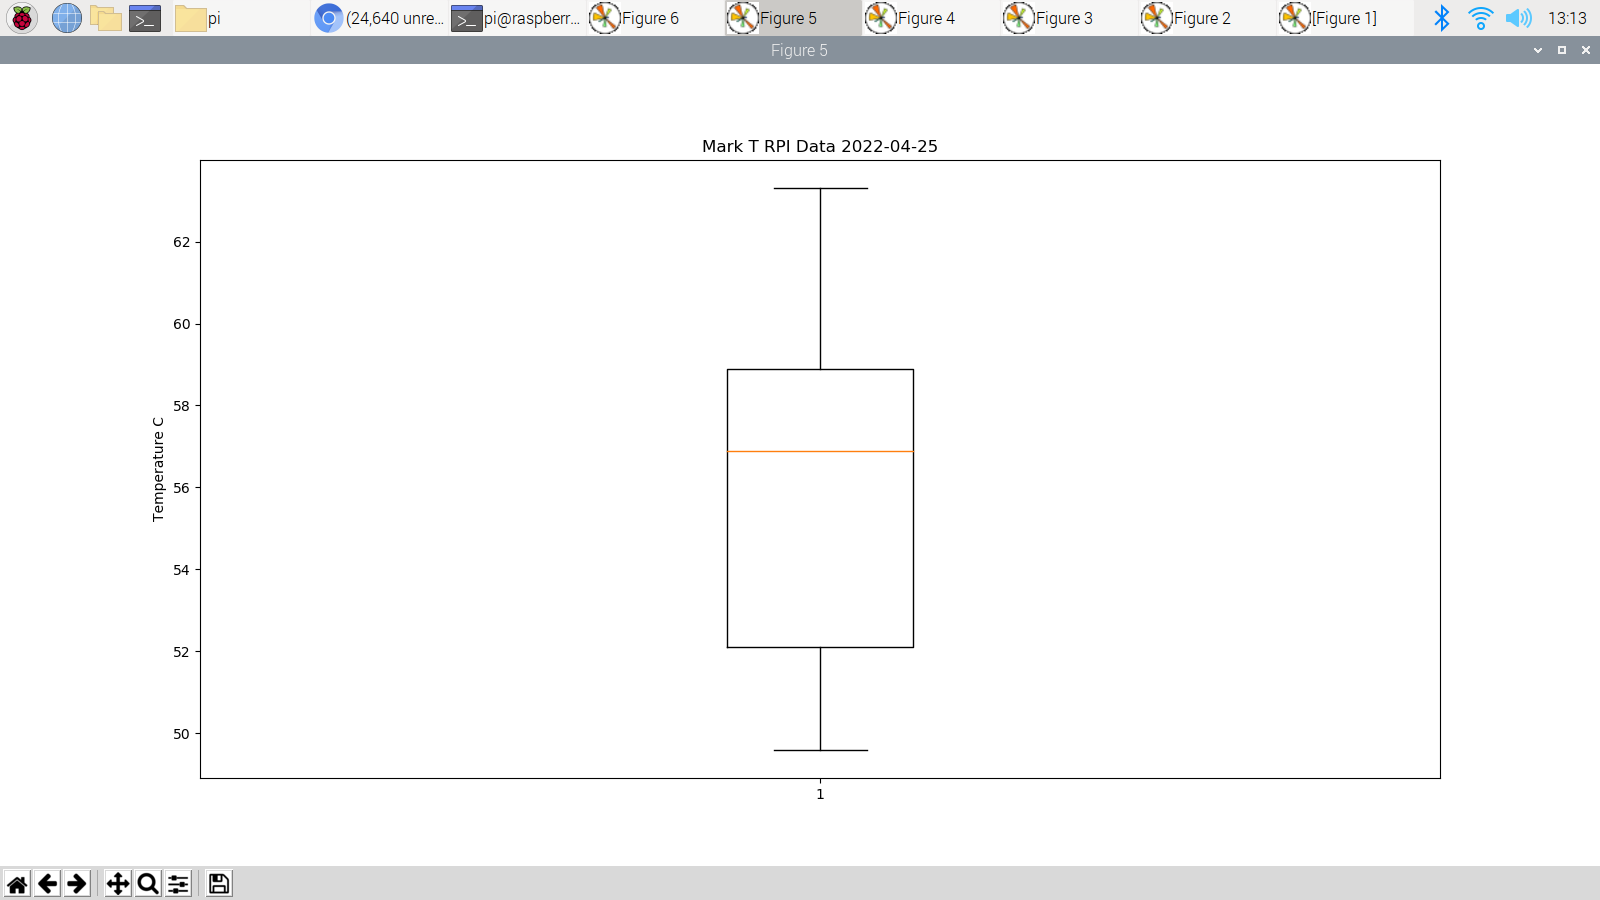 pi (24,640 unre... pi@raspberr... Figure 6 Figure 5 Figure 4 Figure 3 Figure 2 [Figure 1] 13:13
Figure 5
Mark T RPI Data 2022-04-25
62
60
58
56
54
52
50
Temperature C
1